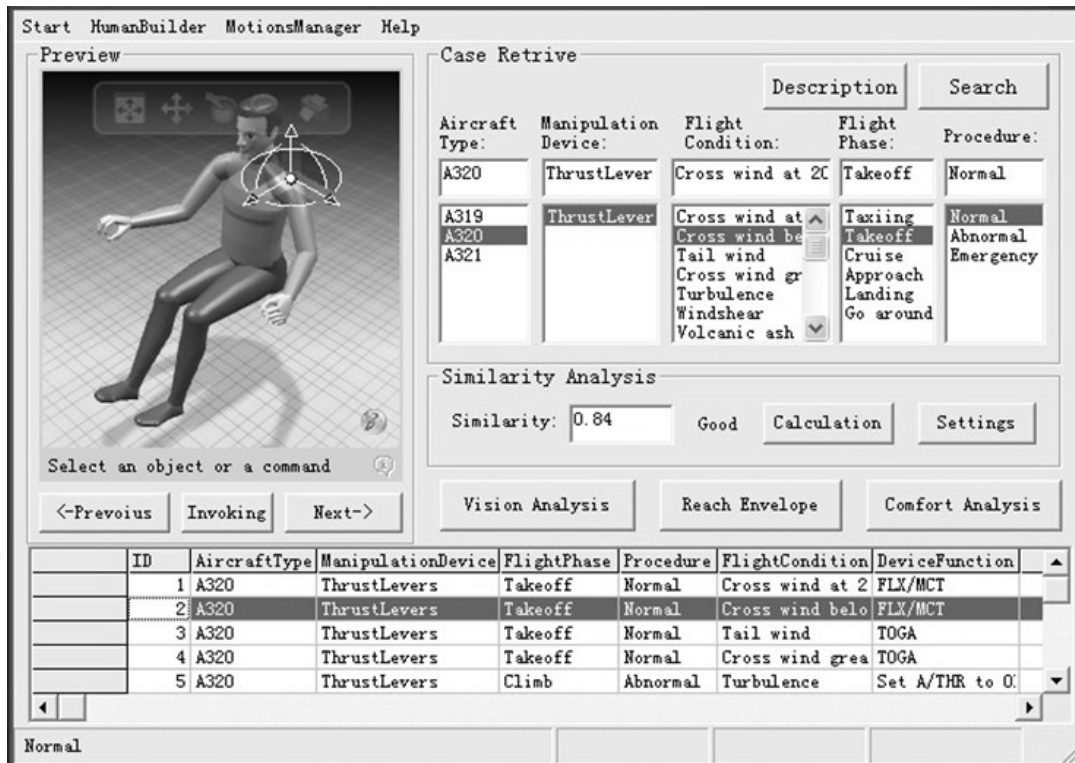 Start HumanBuilder MotionsManager Help
Preview
Select an object or a command
<-Prevoius Invoking Next->
Case Retrive
Description Search
Aircraft Type: Manipulation Device: Flight Condition: Flight Phase: Procedure:
A320 ThrustLever Cross wind at 20 Takeoff Normal
A319 ThrustLever Cross wind at Taxiing Normal
A320 Cross wind be Takeoff Abnormal
A321 Tail wind Cruise Emergency
Cross wind gr Approach
Turbulence Landing
Windshear Go around
Volcanic ash
Similarity Analysis
Similarity: 0.84 Good Calculation Settings
Vision Analysis Reach Envelope Comfort Analysis
ID AircraftType ManipulationDevice FlightPhase Procedure FlightCondition DeviceFunction
1 A320 ThrustLevers Takeoff Normal Cross wind at 2 FLX/MCT
2 A320 ThrustLevers Takeoff Normal Cross wind belo FLX/MCT
3 A320 ThrustLevers Takeoff Normal Tail wind TOGA
4 A320 ThrustLevers Takeoff Normal Cross wind grea TOGA
5 A320 ThrustLevers Climb Abnormal Turbulence Set A/THR to O
Normal